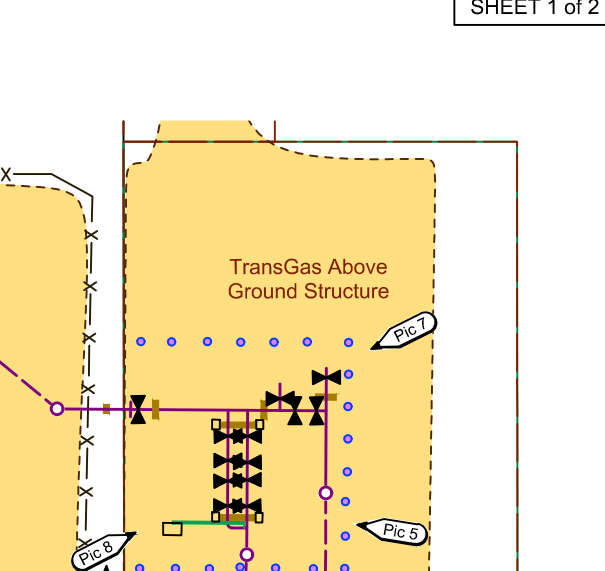 SHEET 1 of 2
TransGas Above
Ground Structure
Pic 7
Pic 5
Pic 8